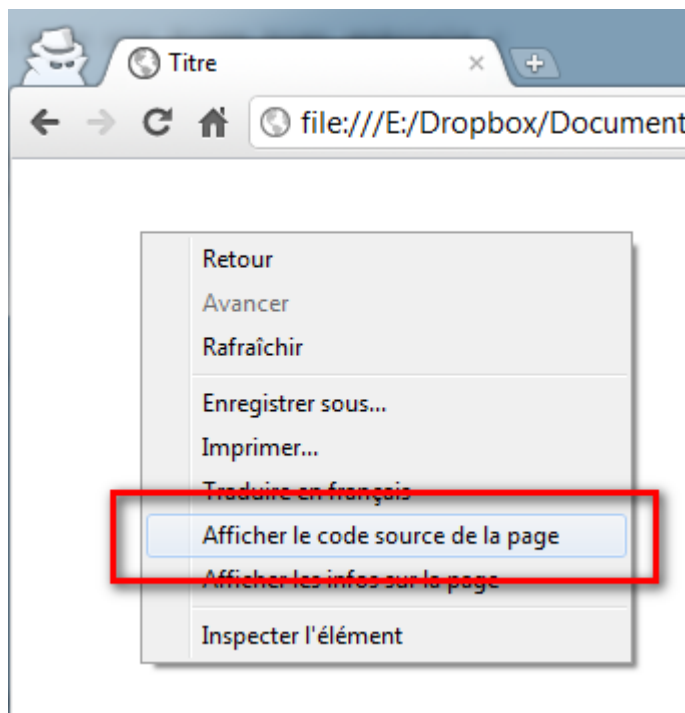 Titre
file:///E:/Dropbox/Document
Retour
Avancer
Rafraîchir
Enregistrer sous...
Imprimer...
Traduire en français
Afficher le code source de la page
Afficher les infos sur la page
Inspecter l'élément